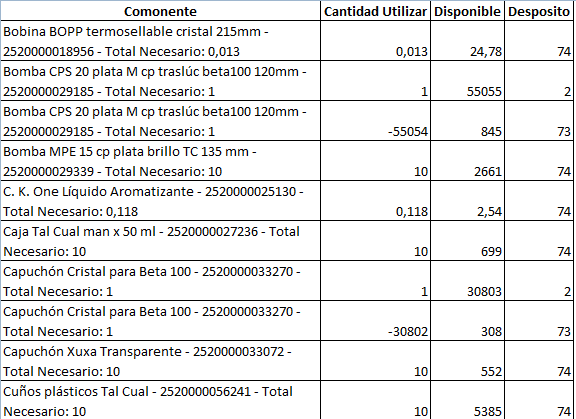 Comonente Cantidad Utilizar Disponible Desposito
Bobina BOPP termosellable cristal 215mm -
2520000018956 - Total Necesario: 0,013 0,013 24,78 74
Bomba CPS 20 plata M cp traslúc beta100 120mm -
2520000029185 - Total Necesario: 1 1 55055 2
Bomba CPS 20 plata M cp traslúc beta100 120mm -
2520000029185 - Total Necesario: 1 -55054 845 73
Bomba MPE 15 cp plata brillo TC 135 mm -
2520000029339 - Total Necesario: 10 10 2661 74
C. K. One Líquido Aromatizante - 2520000025130 -
Total Necesario: 0,118 0,118 2,54 74
Caja Tal Cual man x 50 ml - 2520000027236 - Total
Necesario: 10 10 699 74
Capuchón Cristal para Beta 100 - 2520000033270 -
Total Necesario: 1 1 30803 2
Capuchón Cristal para Beta 100 - 2520000033270 -
Total Necesario: 1 -30802 308 73
Capuchón Xuxa Transparente - 2520000033072 -
Total Necesario: 10 10 552 74
Cuños plásticos Tal Cual - 2520000056241 - Total
Necesario: 10 10 5385 74